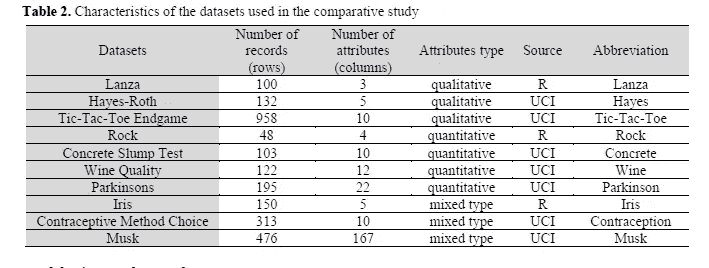 Table 2. Characteristics of the datasets used in the comparative study
Datasets Number of records (rows) Number of attributes (columns) Attributes type Source Abbreviation
Lanza 100 3 qualitative R Lanza
Hayes-Roth 132 5 qualitative UCI Hayes
Tic-Tac-Toe Endgame 958 10 qualitative UCI Tic-Tac-Toe
Rock 48 4 quantitative R Rock
Concrete Slump Test 103 10 quantitative UCI Concrete
Wine Quality 122 12 quantitative UCI Wine
Parkinsons 195 22 quantitative UCI Parkinson
Iris 150 5 mixed type R Iris
Contraceptive Method Choice 313 10 mixed type UCI Contraception
Musk 476 167 mixed type UCI Musk